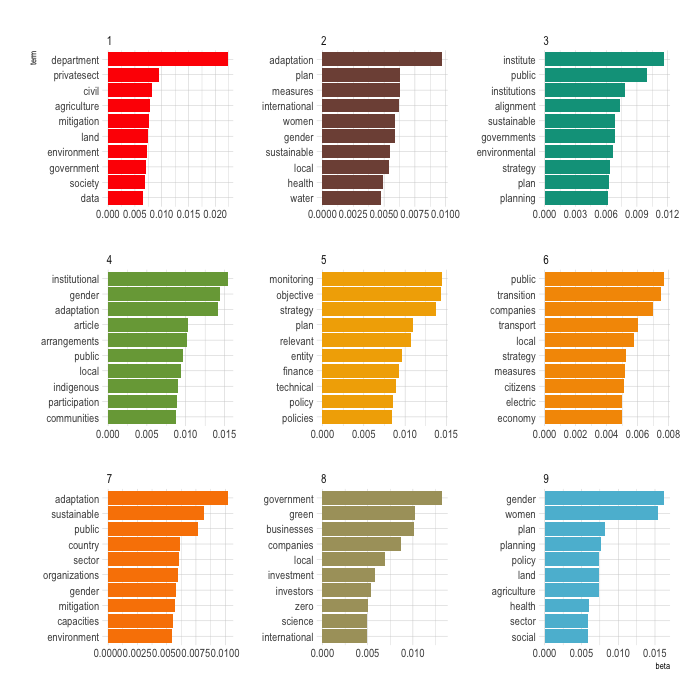 term
1
department
privatesect
civil
agriculture
mitigation
land
environment
government
society
data
0.000 0.005 0.010 0.015 0.020
2
adaptation
plan
measures
international
women
gender
sustainable
local
health
water
0.0000 0.0025 0.0050 0.0075 0.0100
3
institute
public
institutions
alignment
sustainable
governments
environmental
strategy
plan
planning
0.000 0.003 0.006 0.009 0.012
4
institutional
gender
adaptation
article
arrangements
public
local
indigenous
participation
communities
0.000 0.005 0.010 0.015
5
monitoring
objective
strategy
plan
relevant
entity
finance
technical
policy
policies
0.000 0.005 0.010 0.015
6
public
transition
companies
transport
local
strategy
measures
citizens
electric
economy
0.000 0.002 0.004 0.006 0.008
7
adaptation
sustainable
public
country
sector
organizations
gender
mitigation
capacities
environment
0.0000 0.0025 0.0050 0.0075 0.0100
8
government
green
businesses
companies
local
investment
investors
zero
science
international
0.000 0.005 0.010
9
gender
women
plan
planning
policy
land
agriculture
health
sector
social
0.000 0.005 0.010 0.015
beta